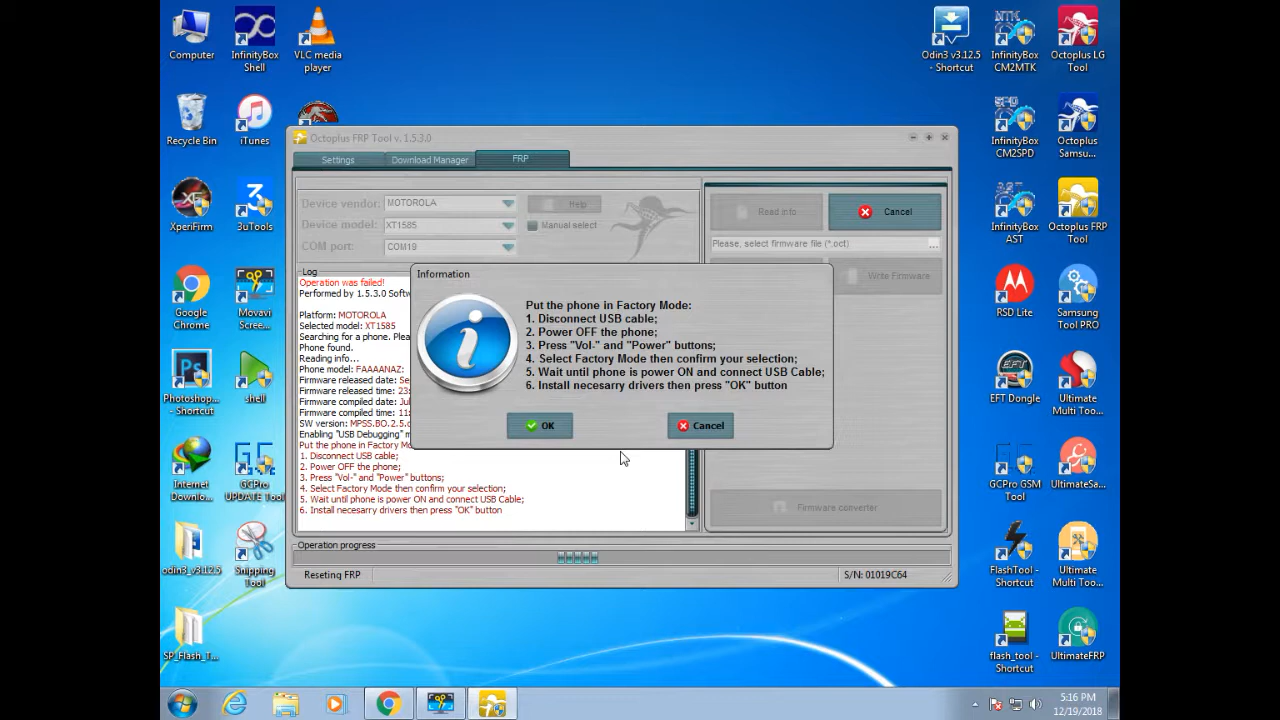 Computer
InfinityBox
Shell
VLC media
player
Odin3 v3.12.5
- Shortcut
InfinityBox
CM2MTK
Octoplus LG
Tool
Recycle Bin
iTunes
InfinityBox
CM2SPD
Octoplus
Samsu...
XpenFirm
3uTools
InfinityBox
AST
Octoplus FRP
Tool
Google
Chrome
Movavi
Scree...
RSD Lite
Samsung
Tool PRO
Photoshop...
- Shortcut
shell
EFT Dongle
Ultimate
Multi Too...
Internet
Downlo...
GCPro
UPDATE Tool
GCPro GSM
Tool
UltimateSa...
odin3_v3.12.5
Snipping
Tool
FlashTool -
Shortcut
Ultimate
Multi Too...
SP_Flash_T...
flash_tool -
Shortcut
UltimateFRP
Octoplus FRP Tool v. 1.5.3.0
Settings
Download Manager
FRP
Device vendor:
MOTOROLA
Help
Device model:
XT1585
Manual select
COM port:
COM19
Read info
Cancel
Please, select firmware file (*.oct)
...
Write Firmware
Firmware converter
Log
Operation was failed!
Performed by 1.5.3.0 Softw
Platform: MOTOROLA
Selected model: XT1585
Searching for a phone. Plea
Phone found.
Reading info...
Phone model: FAAAANAZ;
Firmware released date: Se
Firmware released time: 23:
Firmware compiled date: Jul
Firmware compiled time: 11:
SW version: MPSS.BO.2.5.c
Enabling "USB Debugging" m
Put the phone in Factory Mo
1. Disconnect USB cable;
2. Power OFF the phone;
3. Press "Vol-" and "Power" buttons;
4. Select Factory Mode then confirm your selection;
5. Wait until phone is power ON and connect USB Cable;
6. Install necesarry drivers then press "OK" button
Information
Put the phone in Factory Mode:
1. Disconnect USB cable;
2. Power OFF the phone;
3. Press "Vol-" and "Power" buttons;
4. Select Factory Mode then confirm your selection;
5. Wait until phone is power ON and connect USB Cable;
6. Install necesarry drivers then press "OK" button
OK
Cancel
Operation progress
Resetting FRP
S/N: 01019C64
5:16 PM
12/19/2018